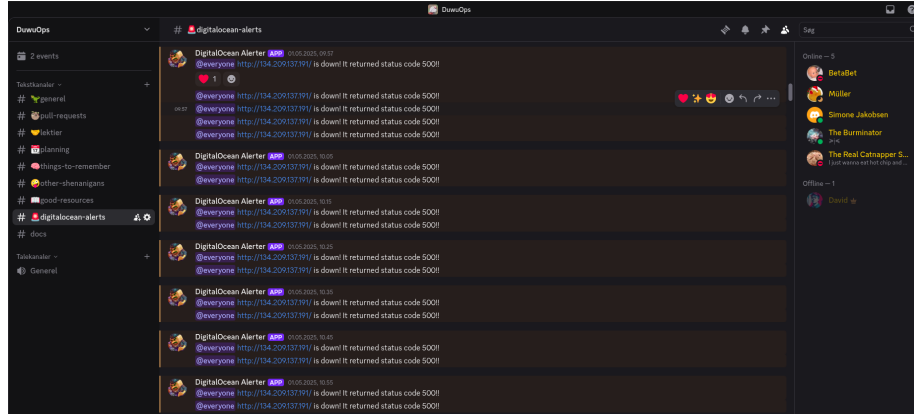 DuwuOps
DuwuOps
# digitalocean-alerts
Søg
2 events
Tekstkanaler
# generel
# pull-requests
# lektier
# planning
# things-to-remember
# other-shenanigans
# good-resources
# digitalocean-alerts
# docs
Talekanaler
Generel
DigitalOcean Alerter APP 01.05.2025, 09.57
@everyone http://134.209.137.191/ is down! It returned status code 500!!
1
@everyone http://134.209.137.191/ is down! It returned status code 500!!
09.57 @everyone http://134.209.137.191/ is down! It returned status code 500!!
@everyone http://134.209.137.191/ is down! It returned status code 500!!
@everyone http://134.209.137.191/ is down! It returned status code 500!!
DigitalOcean Alerter APP 01.05.2025, 10.05
@everyone http://134.209.137.191/ is down! It returned status code 500!!
@everyone http://134.209.137.191/ is down! It returned status code 500!!
DigitalOcean Alerter APP 01.05.2025, 10.15
@everyone http://134.209.137.191/ is down! It returned status code 500!!
@everyone http://134.209.137.191/ is down! It returned status code 500!!
DigitalOcean Alerter APP 01.05.2025, 10.25
@everyone http://134.209.137.191/ is down! It returned status code 500!!
@everyone http://134.209.137.191/ is down! It returned status code 500!!
DigitalOcean Alerter APP 01.05.2025, 10.35
@everyone http://134.209.137.191/ is down! It returned status code 500!!
@everyone http://134.209.137.191/ is down! It returned status code 500!!
DigitalOcean Alerter APP 01.05.2025, 10.45
@everyone http://134.209.137.191/ is down! It returned status code 500!!
@everyone http://134.209.137.191/ is down! It returned status code 500!!
DigitalOcean Alerter APP 01.05.2025, 10.55
@everyone http://134.209.137.191/ is down! It returned status code 500!!
@everyone http://134.209.137.191/ is down! It returned status code 500!!
Online — 5
BetaBet
Müller
Simone Jakobsen
The Burminator
>|<
The Real Catnapper S...
I just wanna eat hot chip and ...
Offline — 1
David